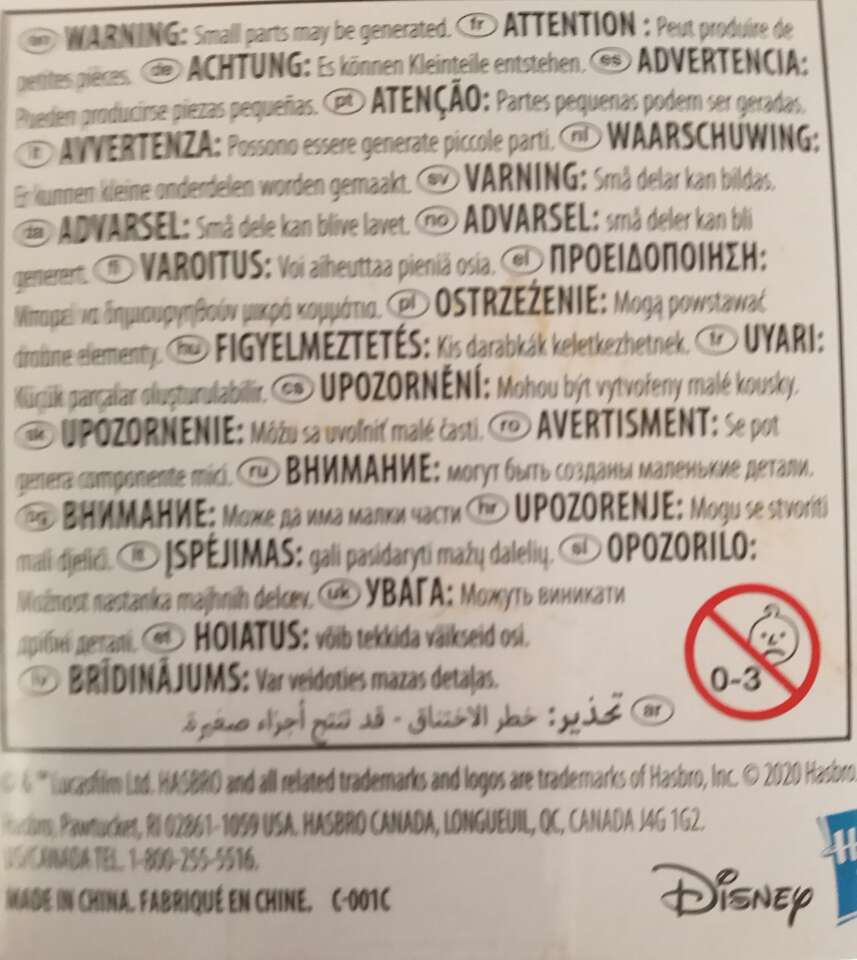 en WARNING: Small parts may be generated. fr ATTENTION : Peut produire de
petites pièces. de ACHTUNG: Es können Kleinteile entstehen. es ADVERTENCIA:
Pueden producirse piezas pequeñas. pt ATENÇÃO: Partes pequenas podem ser geradas.
it AVVERTENZA: Possono essere generate piccole parti. nl WAARSCHUWING:
Er kunnen kleine onderdelen worden gemaakt. sv VARNING: Små delar kan bildas.
da ADVARSEL: Små dele kan blive lavet. no ADVARSEL: små deler kan bli
generert. fi VAROITUS: Voi aiheuttaa pieniä osia. el ΠΡΟΕΙΔΟΠΟΙΗΣΗ:
Μπορεί να δημιουργηθούν μικρά κομμάτια. pl OSTRZEŻENIE: Mogą powstawać
drobne elementy. hu FIGYELMEZTETÉS: Kis darabkák keletkezhetnek. tr UYARI:
Küçük parçalar oluşturulabilir. cs UPOZORNĚNÍ: Mohou být vytvořeny malé kousky.
sk UPOZORNENIE: Môžu sa uvoľniť malé časti. ro AVERTISMENT: Se pot
genera componente mici. ru ВНИМАНИЕ: могут быть созданы маленькие детали.
bg ВНИМАНИЕ: Може да има малки части hr UPOZORENJE: Mogu se stvoriti
mali djelići. lt ĮSPĖJIMAS: gali pasidaryti mažų dalelių. sl OPOZORILO:
Možnost nastanka majhnih delcev. uk УВАГА: Можуть виникати
дрібні деталі. et HOIATUS: võib tekkida väikseid osi.
lv BRĪDINĀJUMS: Var veidoties mazas detaļas.
ar تحذير: خطر الاختناق - قد تنتج أجزاء صغيرة
0-3
© & ™ Lucasfilm Ltd. HASBRO and all related trademarks and logos are trademarks of Hasbro, Inc. © 2020 Hasbro.
Hasbro, Pawtucket, RI 02861-1059 USA. HASBRO CANADA, LONGUEUIL, QC, CANADA J4G 1G2.
US/CANADA TEL. 1-800-255-5516.
MADE IN CHINA. FABRIQUÉ EN CHINE. C-001C
DISNEY